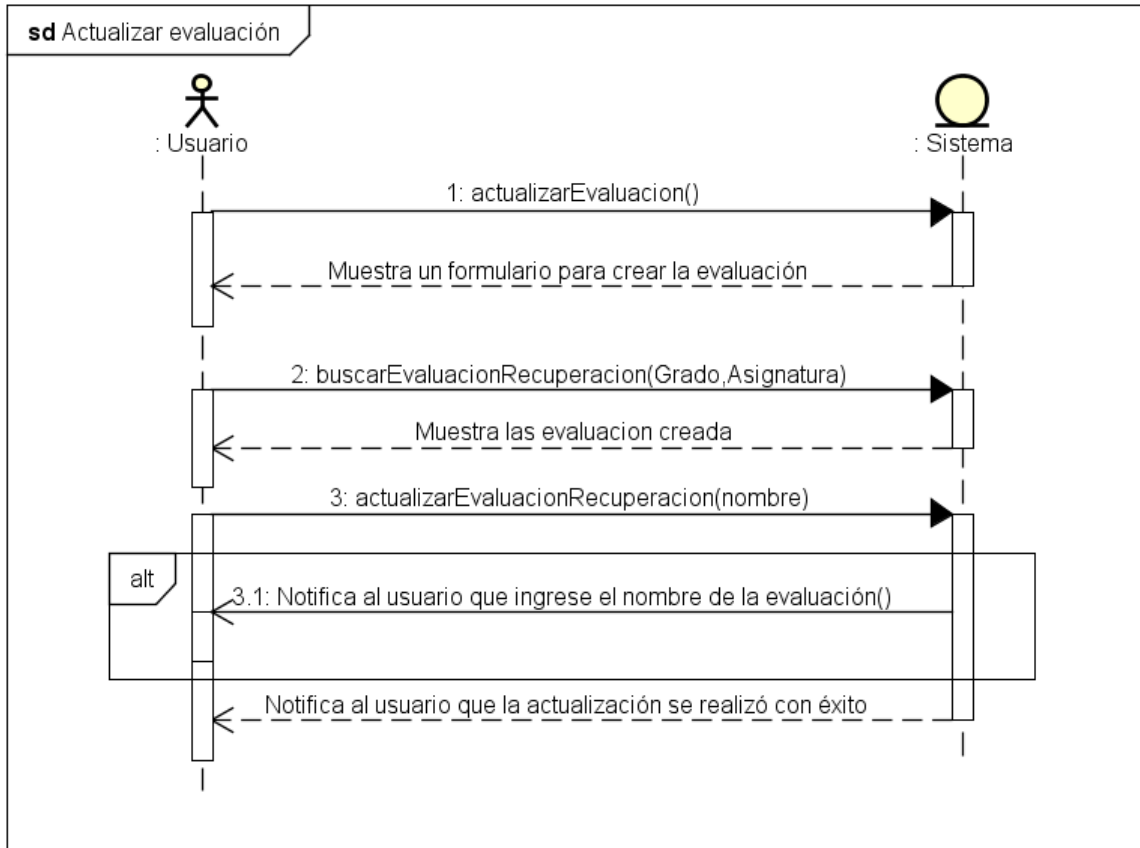 sd Actualizar evaluación
: Usuario
: Sistema
1: actualizarEvaluacion()
Muestra un formulario para crear la evaluación
2: buscarEvaluacionRecuperacion(Grado,Asignatura)
Muestra las evaluacion creada
3: actualizarEvaluacionRecuperacion(nombre)
alt
3.1: Notifica al usuario que ingrese el nombre de la evaluación()
Notifica al usuario que la actualización se realizó con éxito